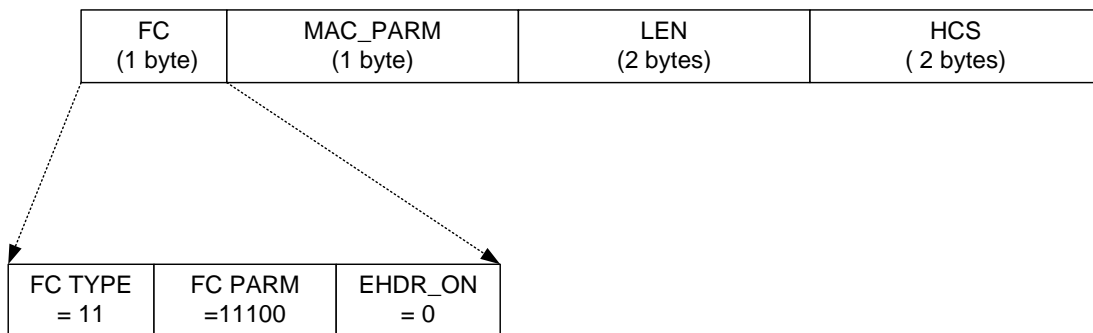 FC MAC_PARM LEN HCS
(1 byte) (1 byte) (2 bytes) ( 2 bytes)
FC TYPE FC PARM EHDR_ON
= 11 =11100 = 0